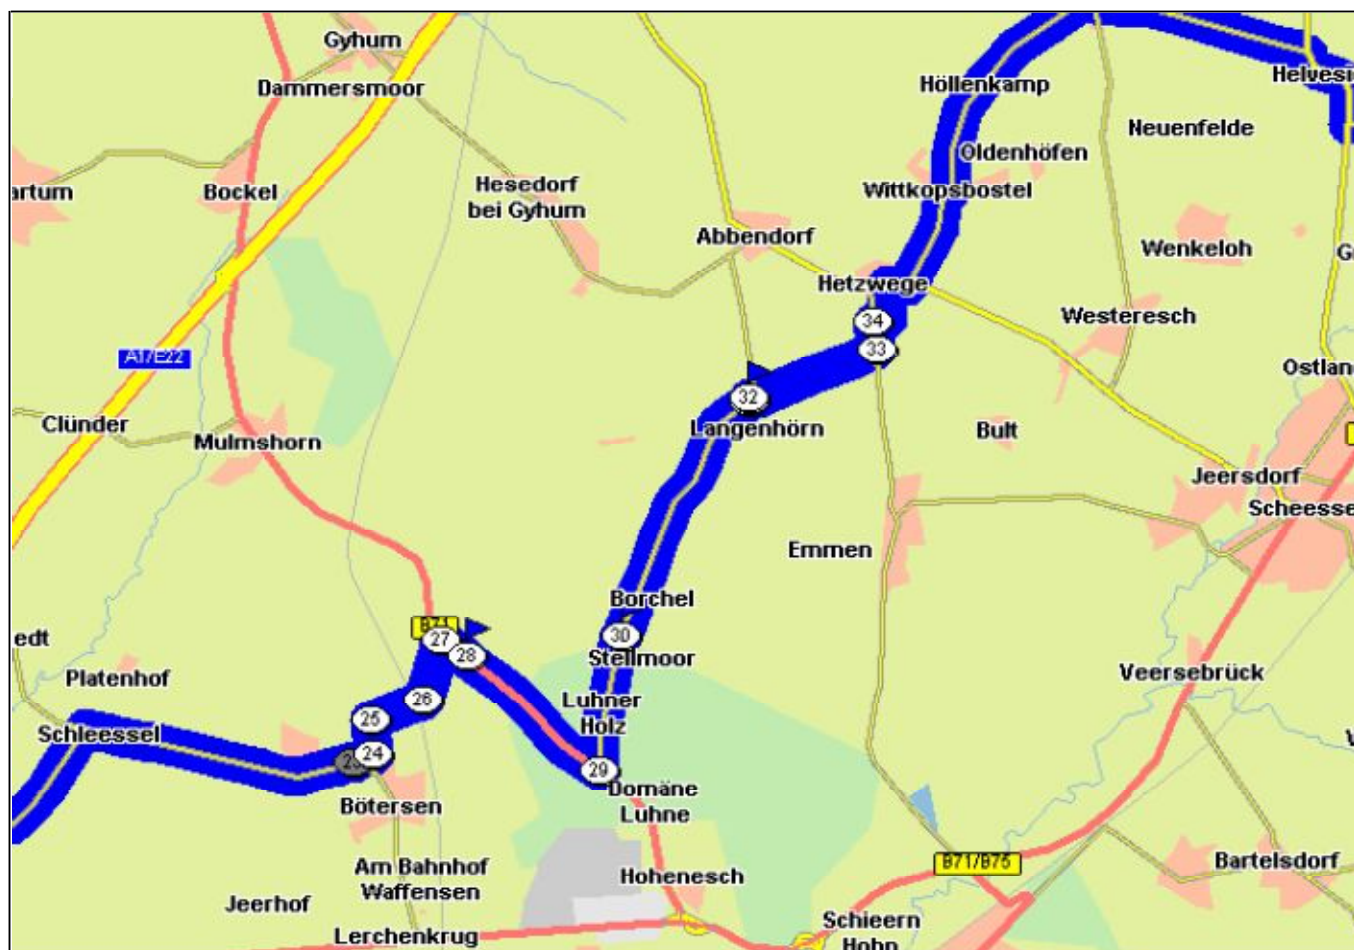 Gyhum
Dammersmoor
Helvesi
Höllenkamp
Neuenfelde
Oldenhöfen
artum
Bockel
Hesedorf
bei Gyhum
Wittkopsbostel
Abbendorf
Wenkeloh
G
Hetzwege
34
Westeresch
33
A1/E22
Ostlan
32
Clünder
Langenhörn
Bult
Mulmshorn
Jeersdorf
Scheesse
Emmen
Borchel
B71
27
30
edt
28
Stellmoor
Platenhof
Veersebrück
26
Luhner
Holz
25
Schleessel
24
29
Domäne
Luhne
Bötersen
B71/B75
Bartelsdorf
Am Bahnhof
Waffensen
Hohenesch
Jeerhof
Schieern
Hohn
Lerchenkrug